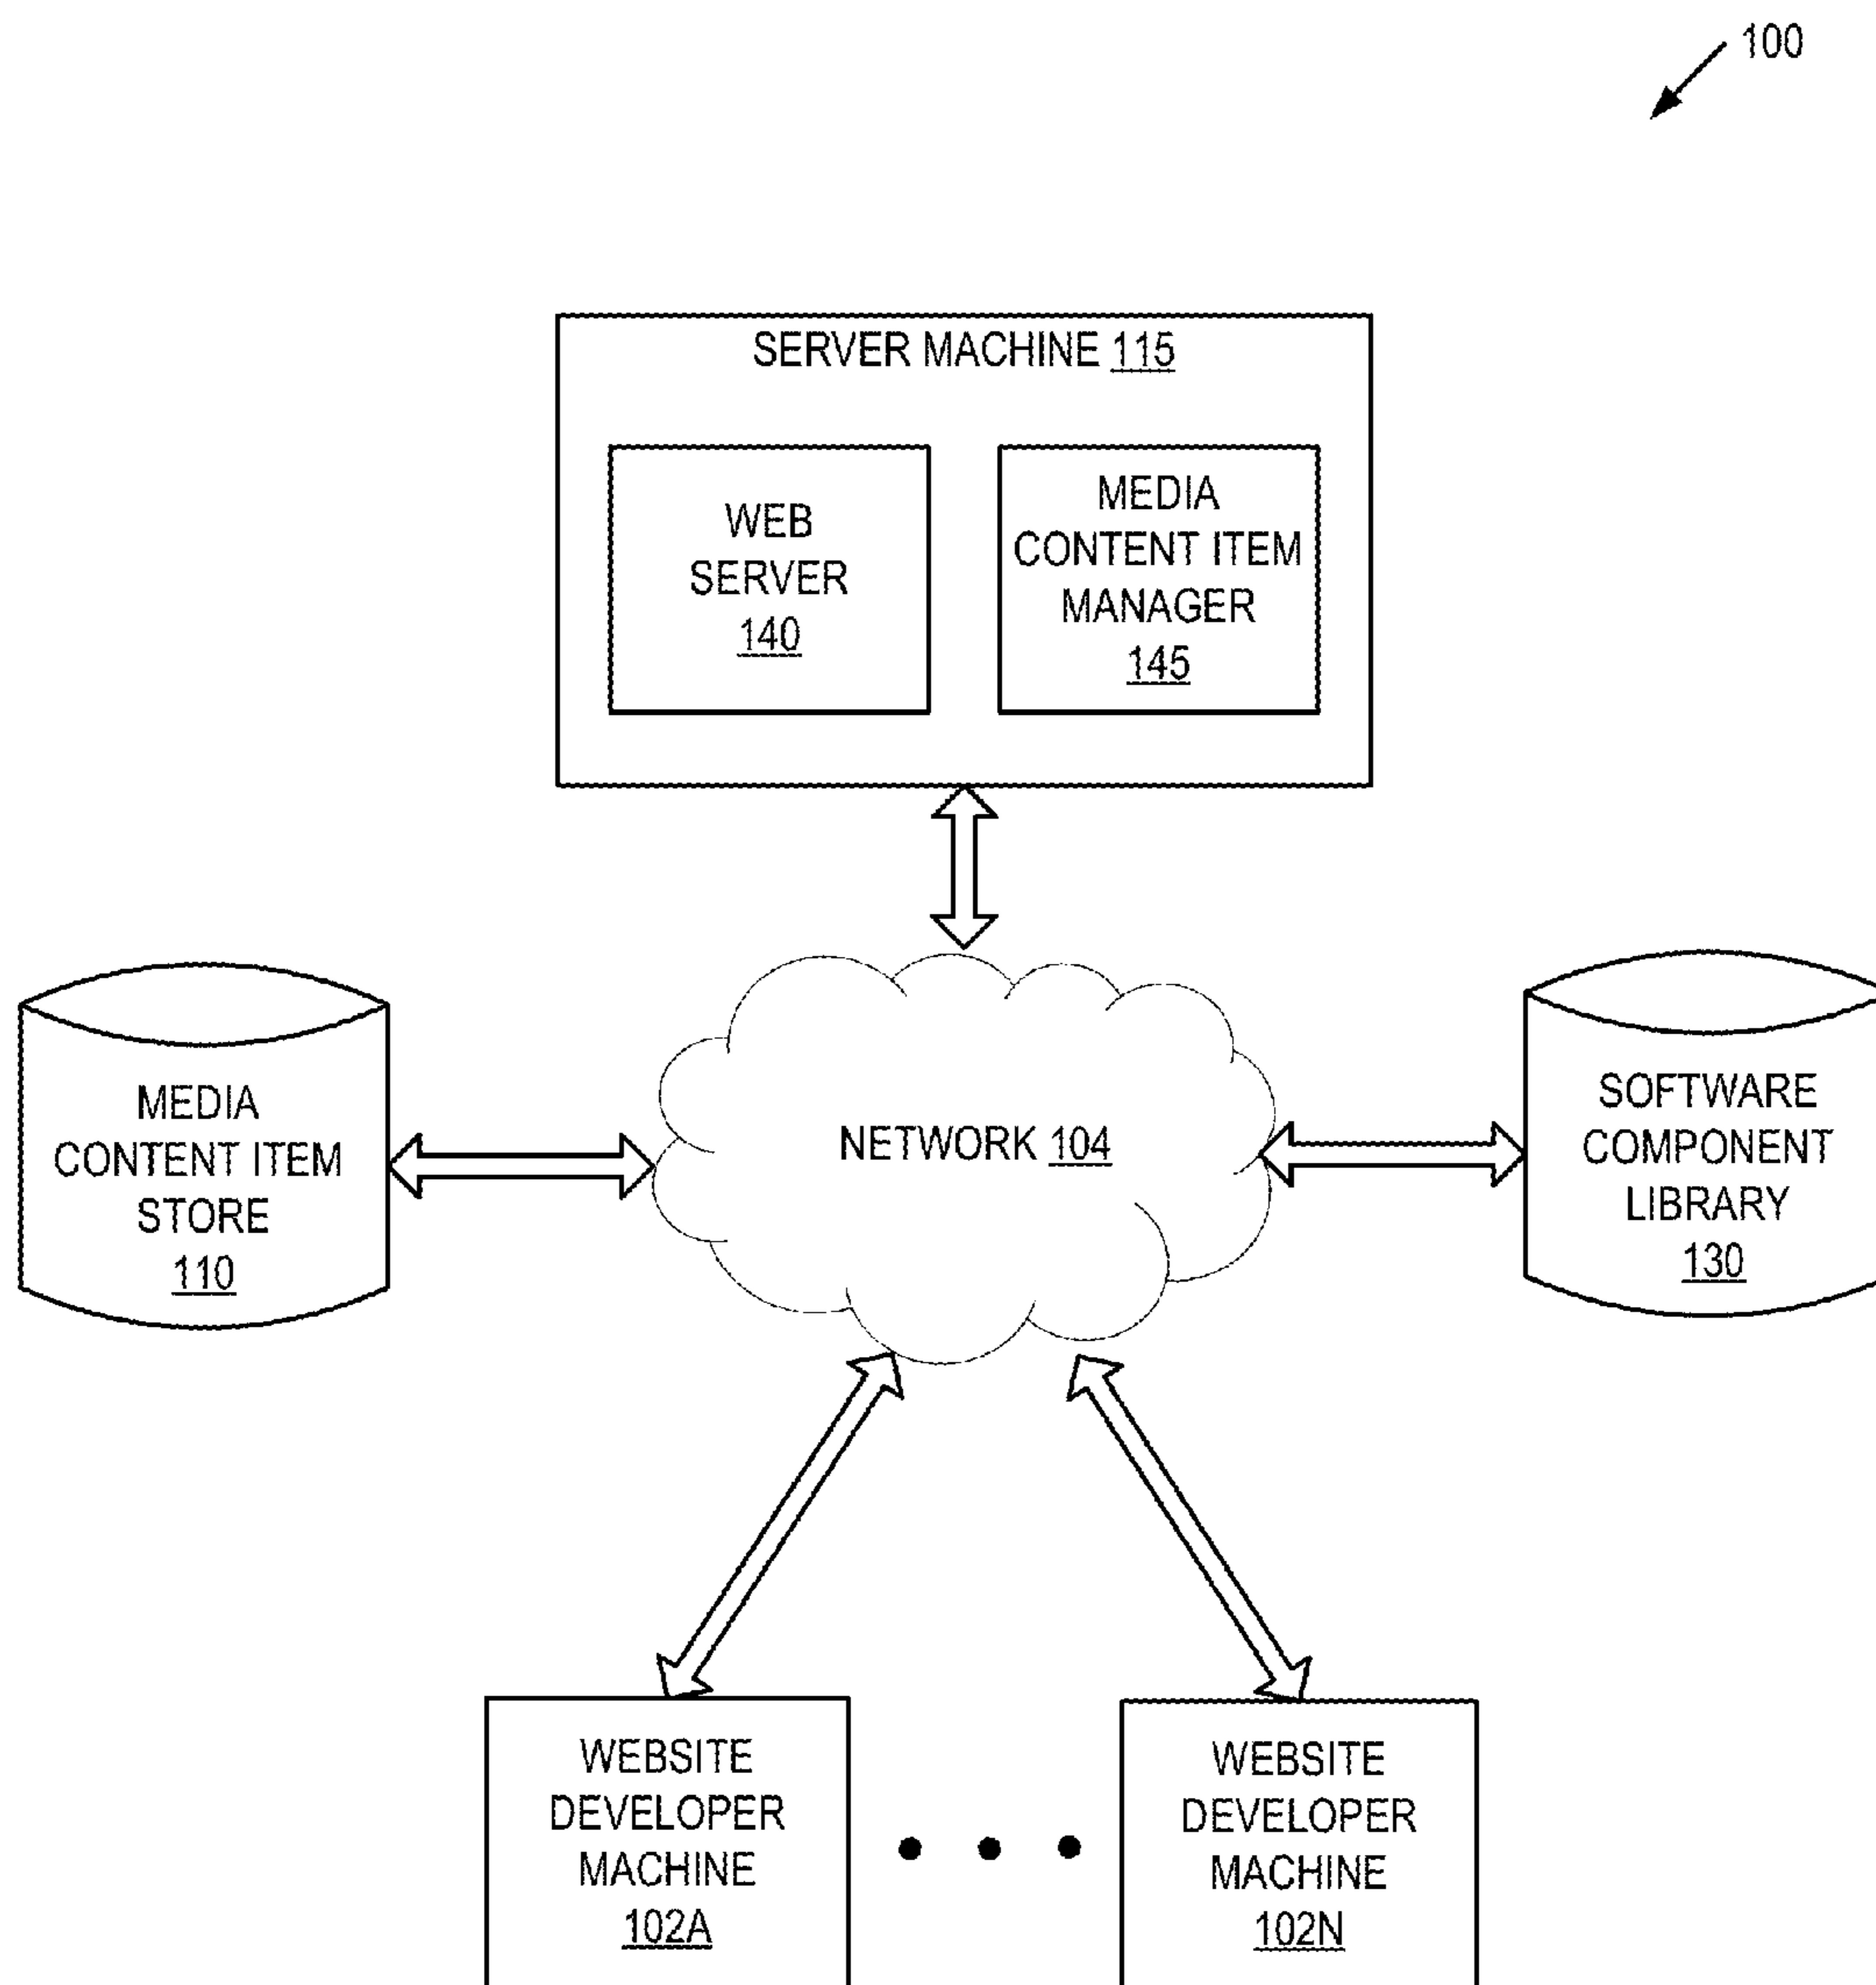 100
SERVER MACHINE 115
WEB
SERVER
140
MEDIA
CONTENT ITEM
MANAGER
145
MEDIA
CONTENT ITEM
STORE
110
NETWORK 104
SOFTWARE
COMPONENT
LIBRARY
130
WEBSITE
DEVELOPER
MACHINE
102A
WEBSITE
DEVELOPER
MACHINE
102N